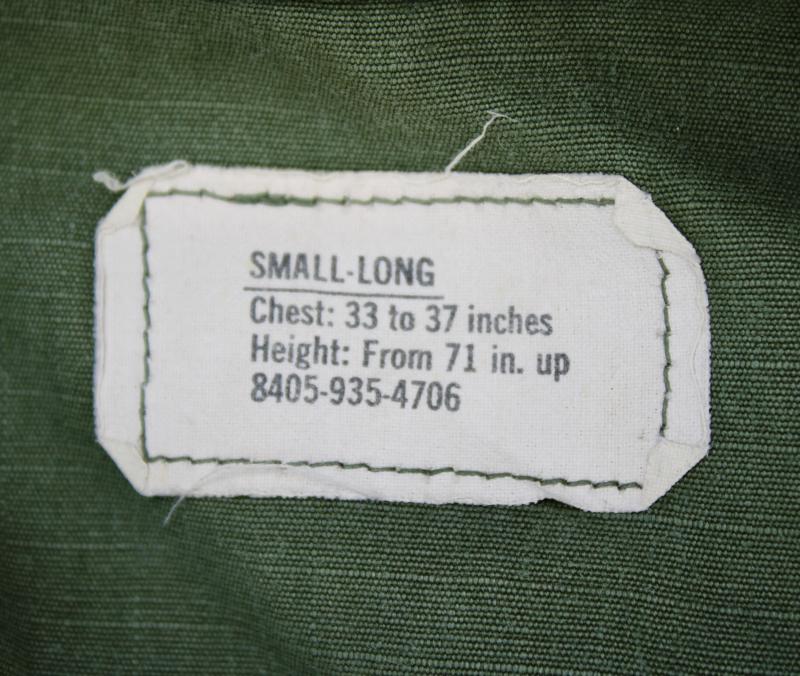 SMALL-LONG
Chest: 33 to 37 inches
Height: From 71 in. up
8405-935-4706